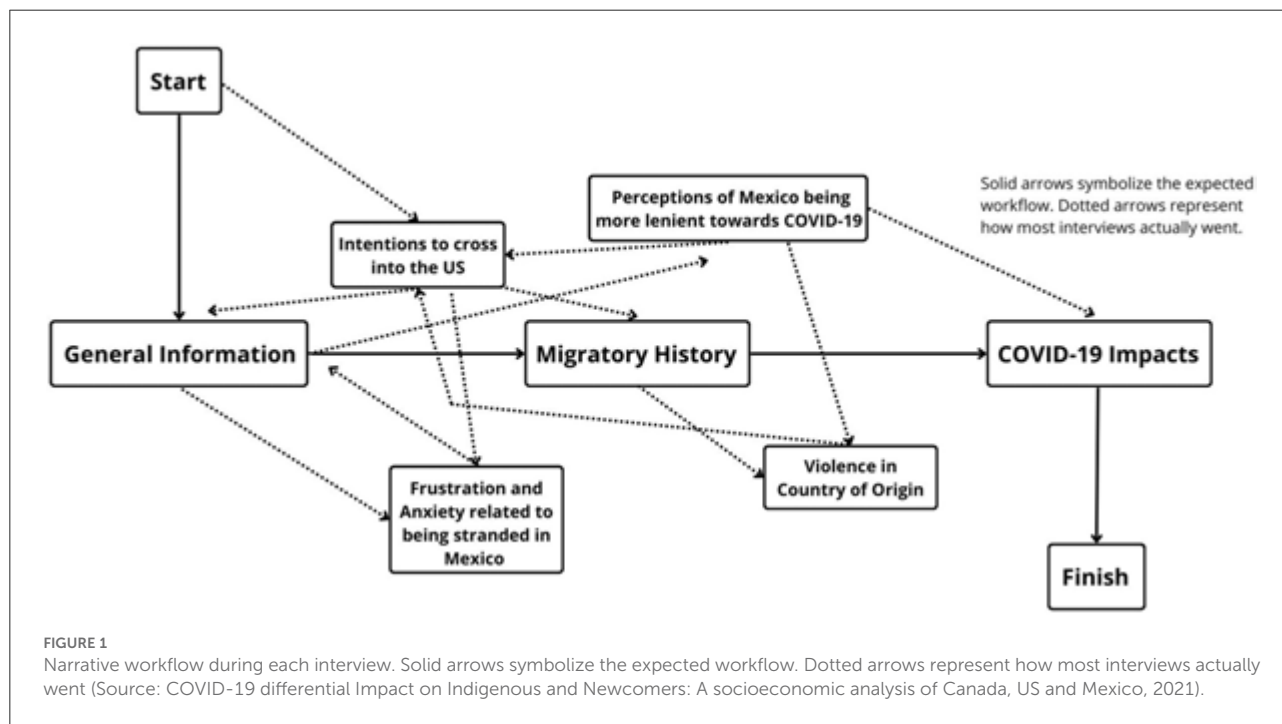 Start
Perceptions of Mexico being
more lenient towards COVID-19
Solid arrows symbolize the expected
workflow. Dotted arrows represent
how most interviews actually went.
Intentions to cross
into the US
General Information
Migratory History
COVID-19 Impacts
Frustration and
Anxiety related to
being stranded in
Mexico
Violence in
Country of Origin
Finish
FIGURE 1
Narrative workflow during each interview. Solid arrows symbolize the expected workflow. Dotted arrows represent how most interviews actually
went (Source: COVID-19 differential Impact on Indigenous and Newcomers: A socioeconomic analysis of Canada, US and Mexico, 2021).